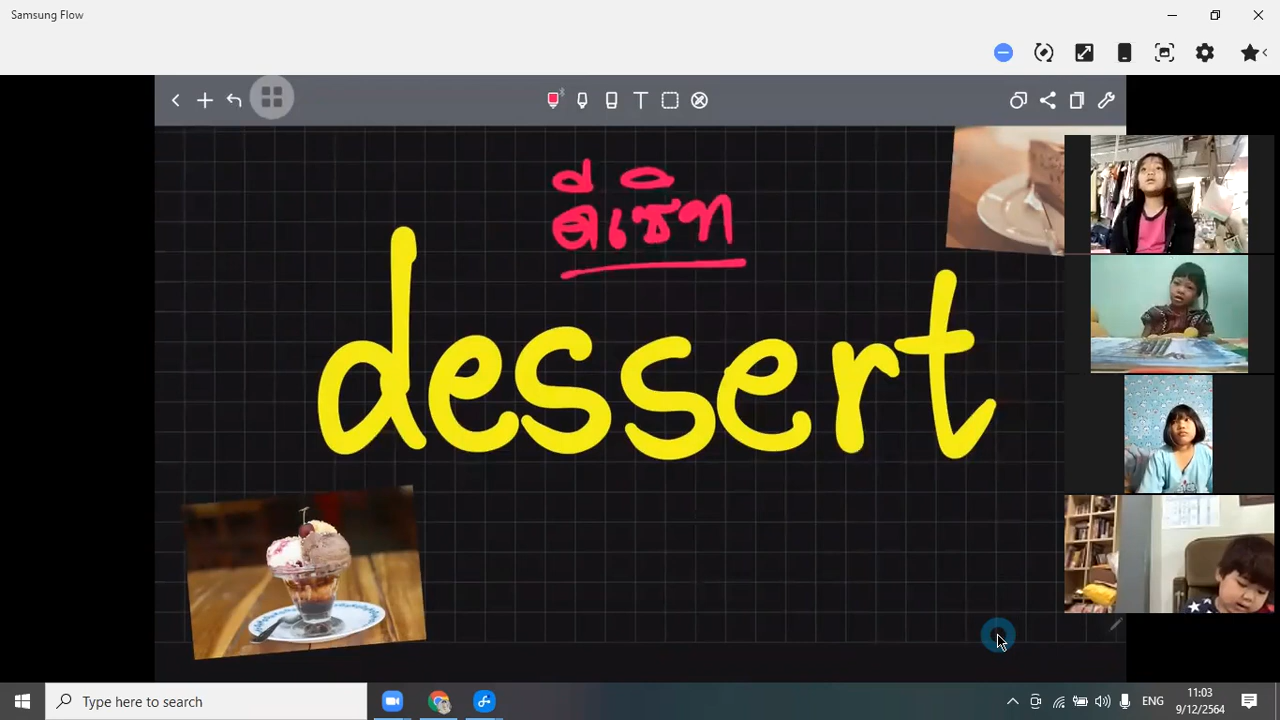 Samsung Flow
ดีเซิท
dessert
Type here to search
ENG
11:03
9/12/2564